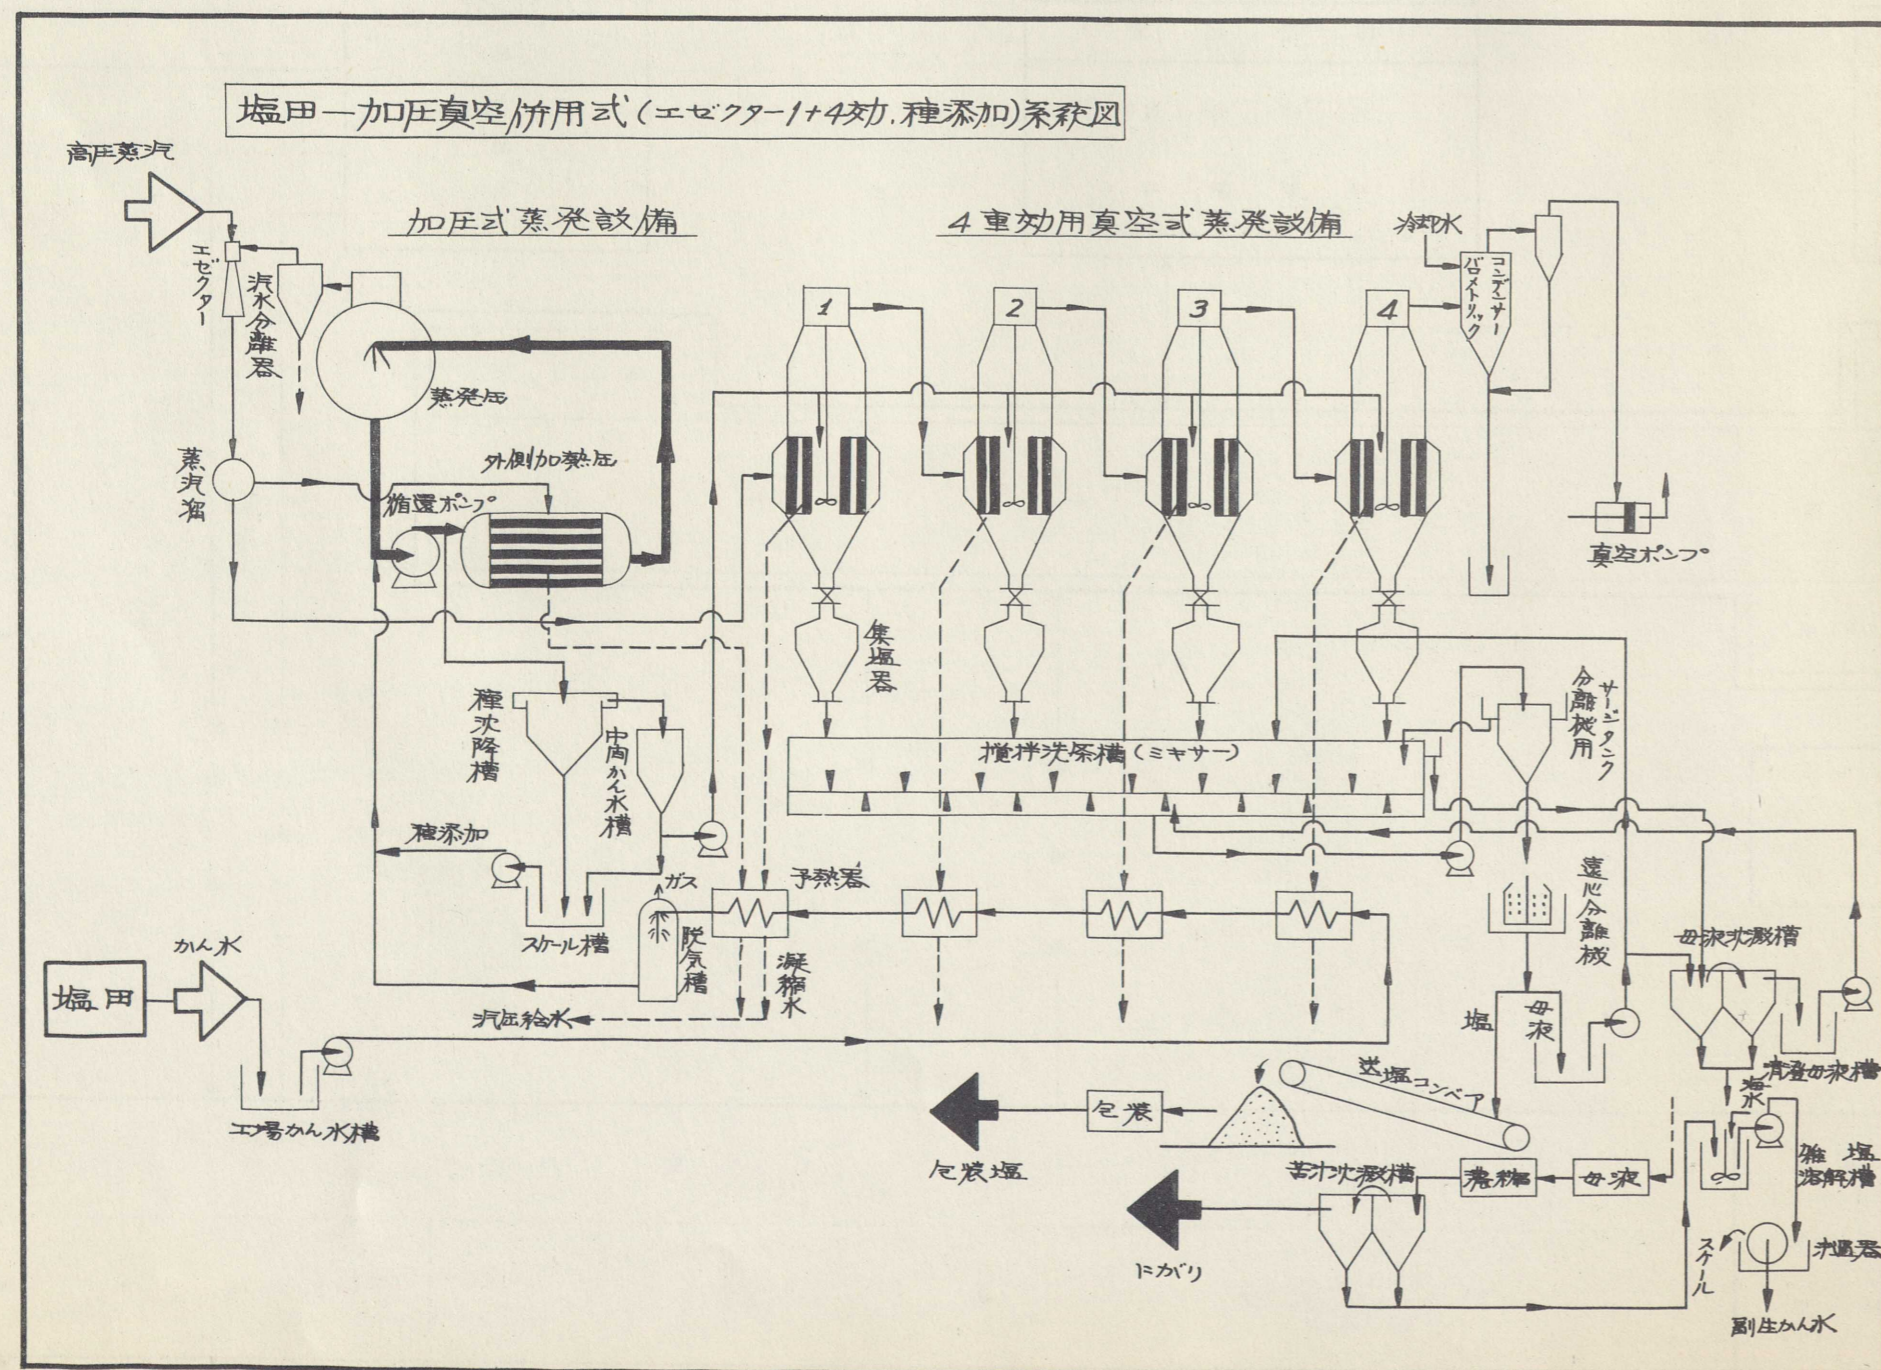 塩田—加圧真空併用式(エゼクター1+4効.種添加)系統図
高圧蒸汽
加圧式蒸発設備
4重効用真空式蒸発設備
冷却水
エゼクター
汽水分離器
バロメトリック
コンデンサー
1
2
3
4
蒸発缶
蒸汽溜
外側加熱缶
循還ポンプ
真空ポンプ
集塩器
種沈降槽
中間かん水槽
攪拌洗条槽(ミキサー)
分離機用
サージタンク
種添加
ガス
予熱器
遠心分離機
スケール槽
脱気槽
凝縮水
母液沈澱槽
かん水
塩田
汽缶給水
塩
母液
清澄母液槽
工場かん水槽
送塩コンベア
海水
包装
包装塩
雑塩溶解槽
苦汁沈澱槽
濃縮
母液
にがり
スケール
沪過器
副生かん水